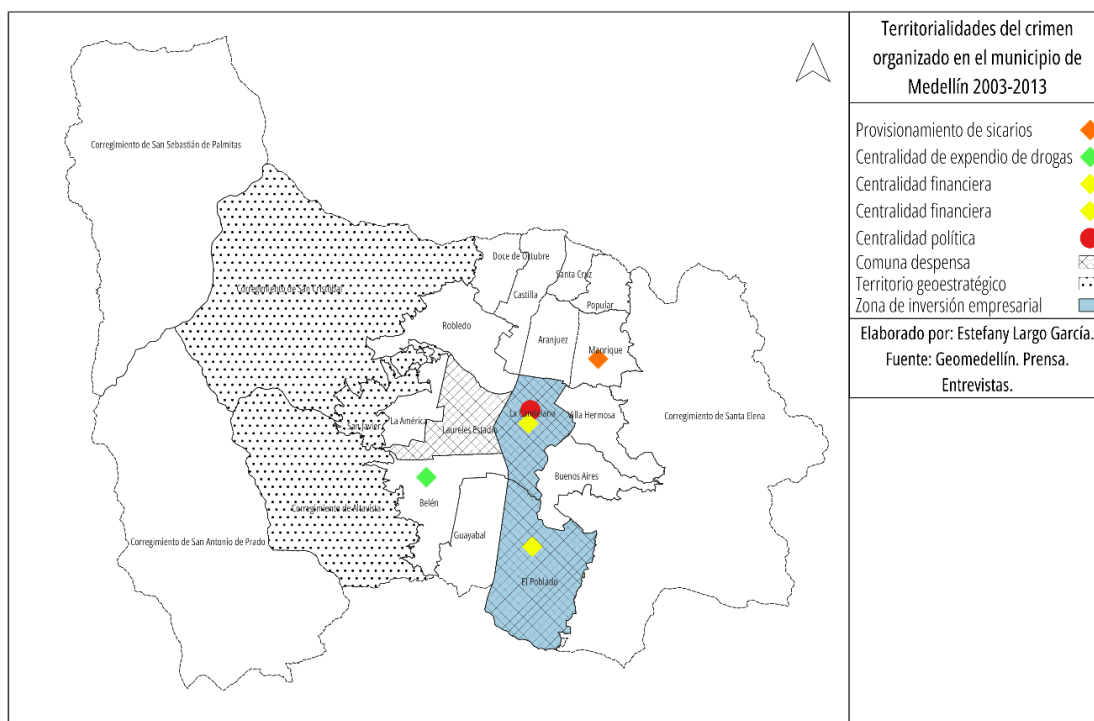 Territorialidades del crimen
organizado en el municipio de
Medellín 2003-2013
Provisionamiento de sicarios
Centralidad de expendio de drogas
Centralidad financiera
Centralidad financiera
Centralidad política
Comuna despensa
Territorio geoestratégico
Zona de inversión empresarial
Elaborado por: Estefany Largo García.
Fuente: Geomedellín. Prensa.
Entrevistas.
Corregimiento de San Sebastián de Palmitas
Corregimiento de San Cristóbal
Doce de Octubre
Santa Cruz
Castilla
Popular
Robledo
Aranjuez
Manrique
La Candelaria
Villa Hermosa
Corregimiento de Santa Elena
La América
San Javier
Laureles Estadio
Buenos Aires
Belén
Corregimiento de Altavista
Guayabal
Corregimiento de San Antonio de Prado
El Poblado